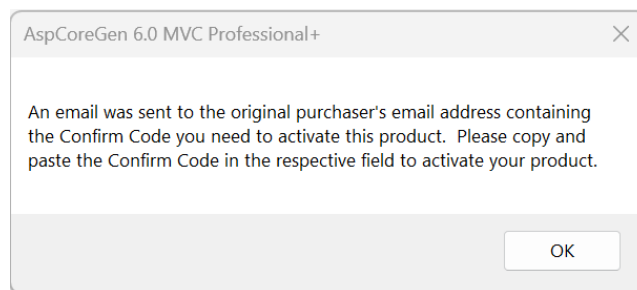 AspCoreGen 6.0 MVC Professional+
An email was sent to the original purchaser's email address containing
the Confirm Code you need to activate this product.  Please copy and
paste the Confirm Code in the respective field to activate your product.
OK